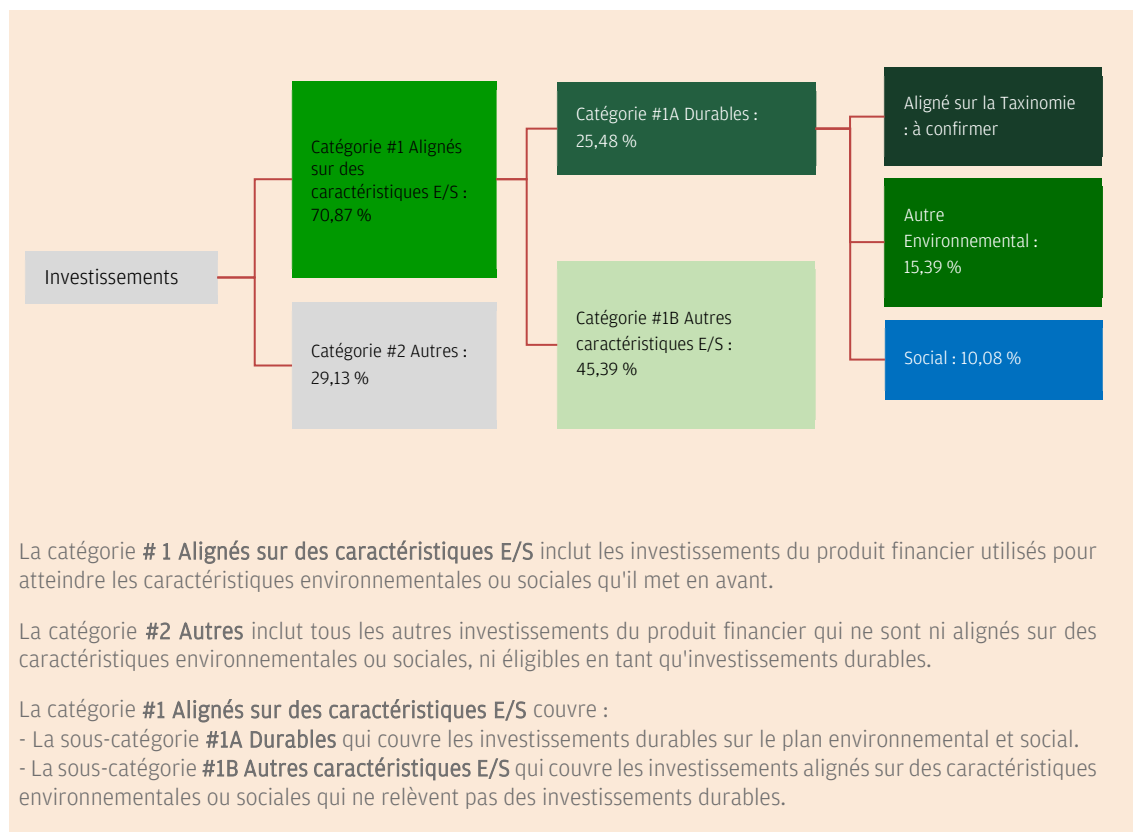 Investissements
Catégorie #1 Alignés
sur des
caractéristiques E/S :
70,87 %
Catégorie #2 Autres :
29,13 %
Catégorie #1A Durables :
25,48 %
Catégorie #1B Autres
caractéristiques E/S :
45,39 %
Aligné sur la Taxinomie
: à confirmer
Autre
Environnemental :
15,39 %
Social : 10,08 %
La catégorie # 1 Alignés sur des caractéristiques E/S inclut les investissements du produit financier utilisés pour
atteindre les caractéristiques environnementales ou sociales qu'il met en avant.
La catégorie #2 Autres inclut tous les autres investissements du produit financier qui ne sont ni alignés sur des
caractéristiques environnementales ou sociales, ni éligibles en tant qu'investissements durables.
La catégorie #1 Alignés sur des caractéristiques E/S couvre :
- La sous-catégorie #1A Durables qui couvre les investissements durables sur le plan environnemental et social.
- La sous-catégorie #1B Autres caractéristiques E/S qui couvre les investissements alignés sur des caractéristiques
environnementales ou sociales qui ne relèvent pas des investissements durables.